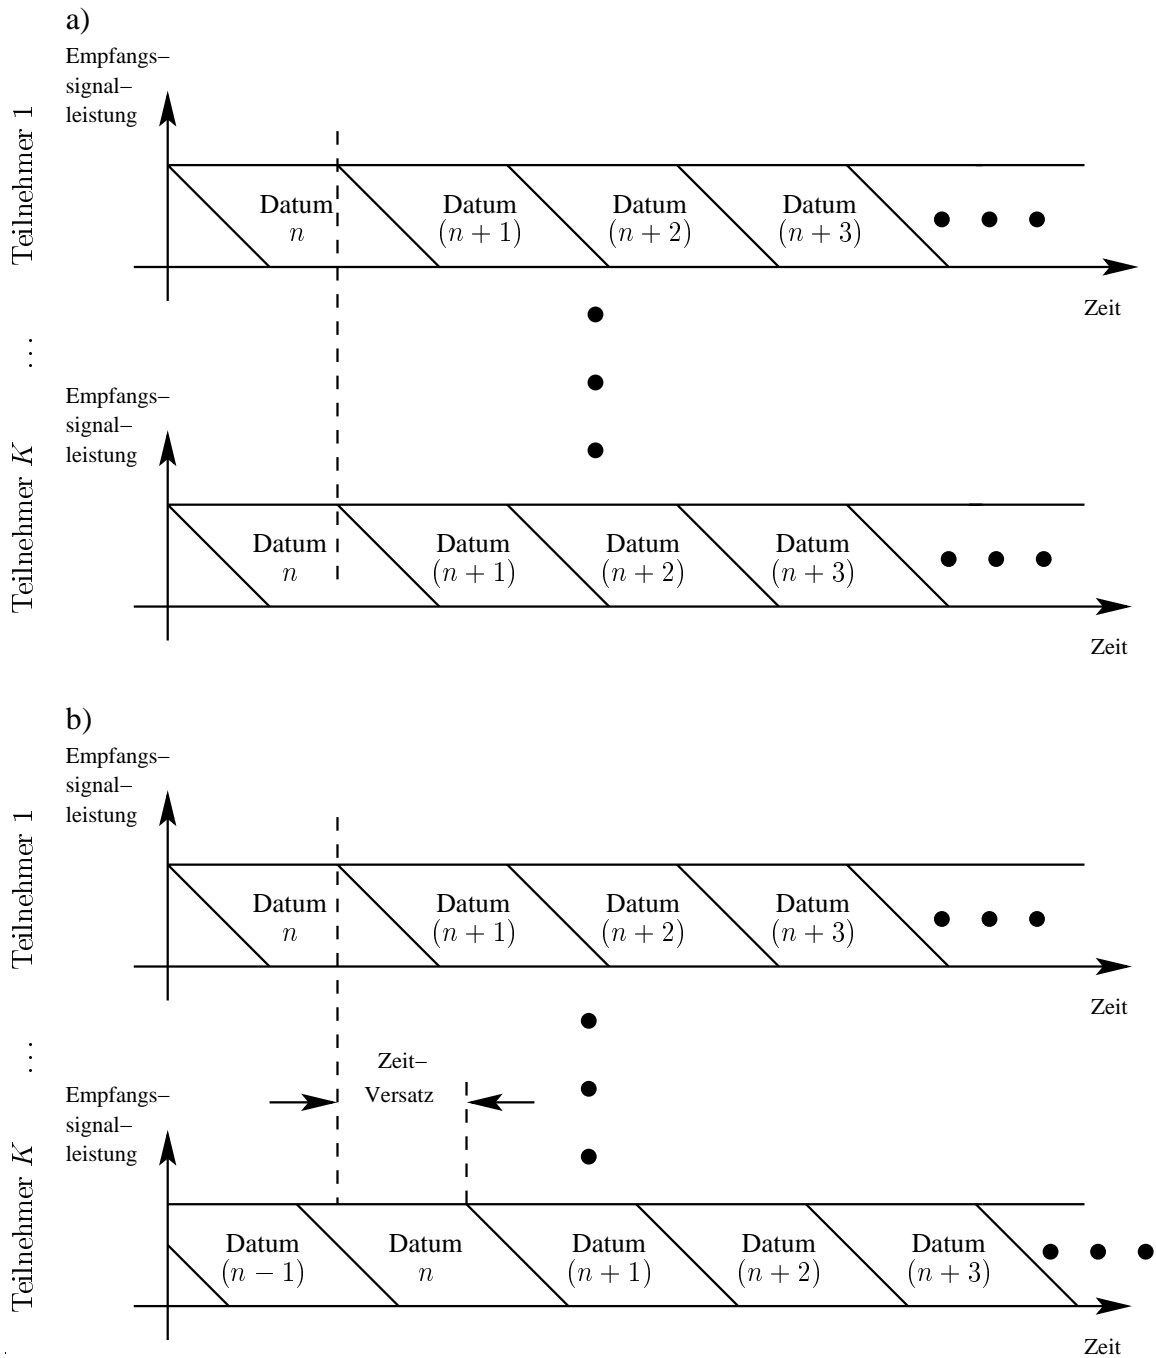 a)
Empfangs–
signal–
leistung
Teilnehmer 1
Datum
n
Datum
(n + 1)
Datum
(n + 2)
Datum
(n + 3)
Zeit
...
Empfangs–
signal–
leistung
Teilnehmer K
Datum
n
Datum
(n + 1)
Datum
(n + 2)
Datum
(n + 3)
Zeit
b)
Empfangs–
signal–
leistung
Teilnehmer 1
Datum
n
Datum
(n + 1)
Datum
(n + 2)
Datum
(n + 3)
Zeit
...
Zeit–
Versatz
Empfangs–
signal–
leistung
Teilnehmer K
Datum
(n − 1)
Datum
n
Datum
(n + 1)
Datum
(n + 2)
Datum
(n + 3)
Zeit